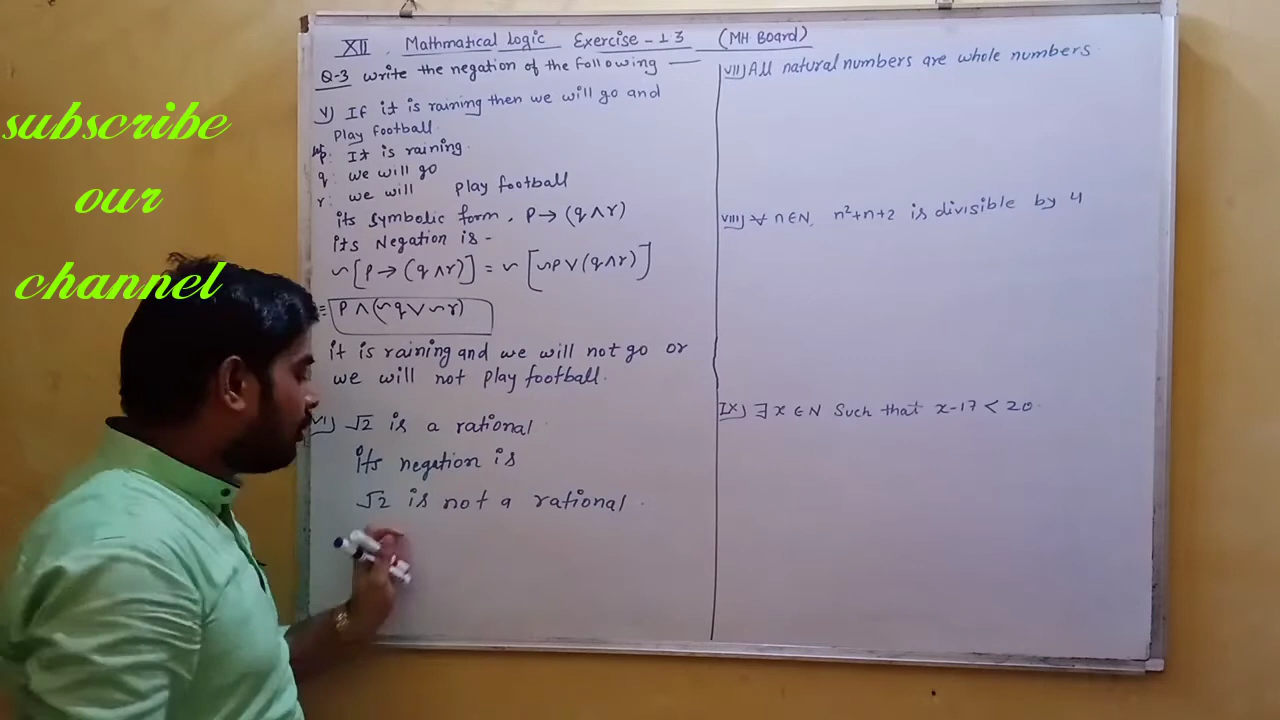 subscribe
our
channel
XII. Mathmatical Logic Exercise - 1 3 (MH Board)
Q-3 write the negation of the following —
V) If it is raining then we will go and
play football.
p: It is raining.
q: we will go
r: we will play football
its symbolic form, P → (q ∧ r)
its Negation is -
~[P → (q ∧ r)] ≡ ~[~P ∨ (q ∧ r)]
≡ P ∧ (~q ∨ ~r)
it is raining and we will not go or
we will not play football.
VI) √2 is a rational.
its negation is
√2 is not a rational.
VII) All natural numbers are whole numbers.
VIII) ∀ n ∈ N, n²+n+2 is divisible by 4
IX) ∃ x ∈ N Such that x-17 < 20.